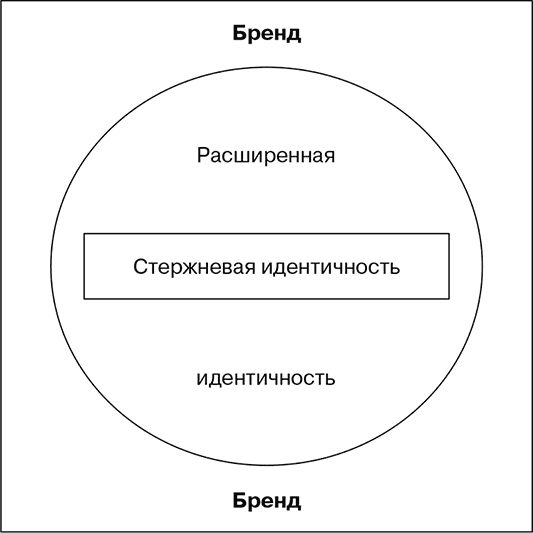 Бренд
Расширенная
Стержневая идентичность
идентичность
Бренд